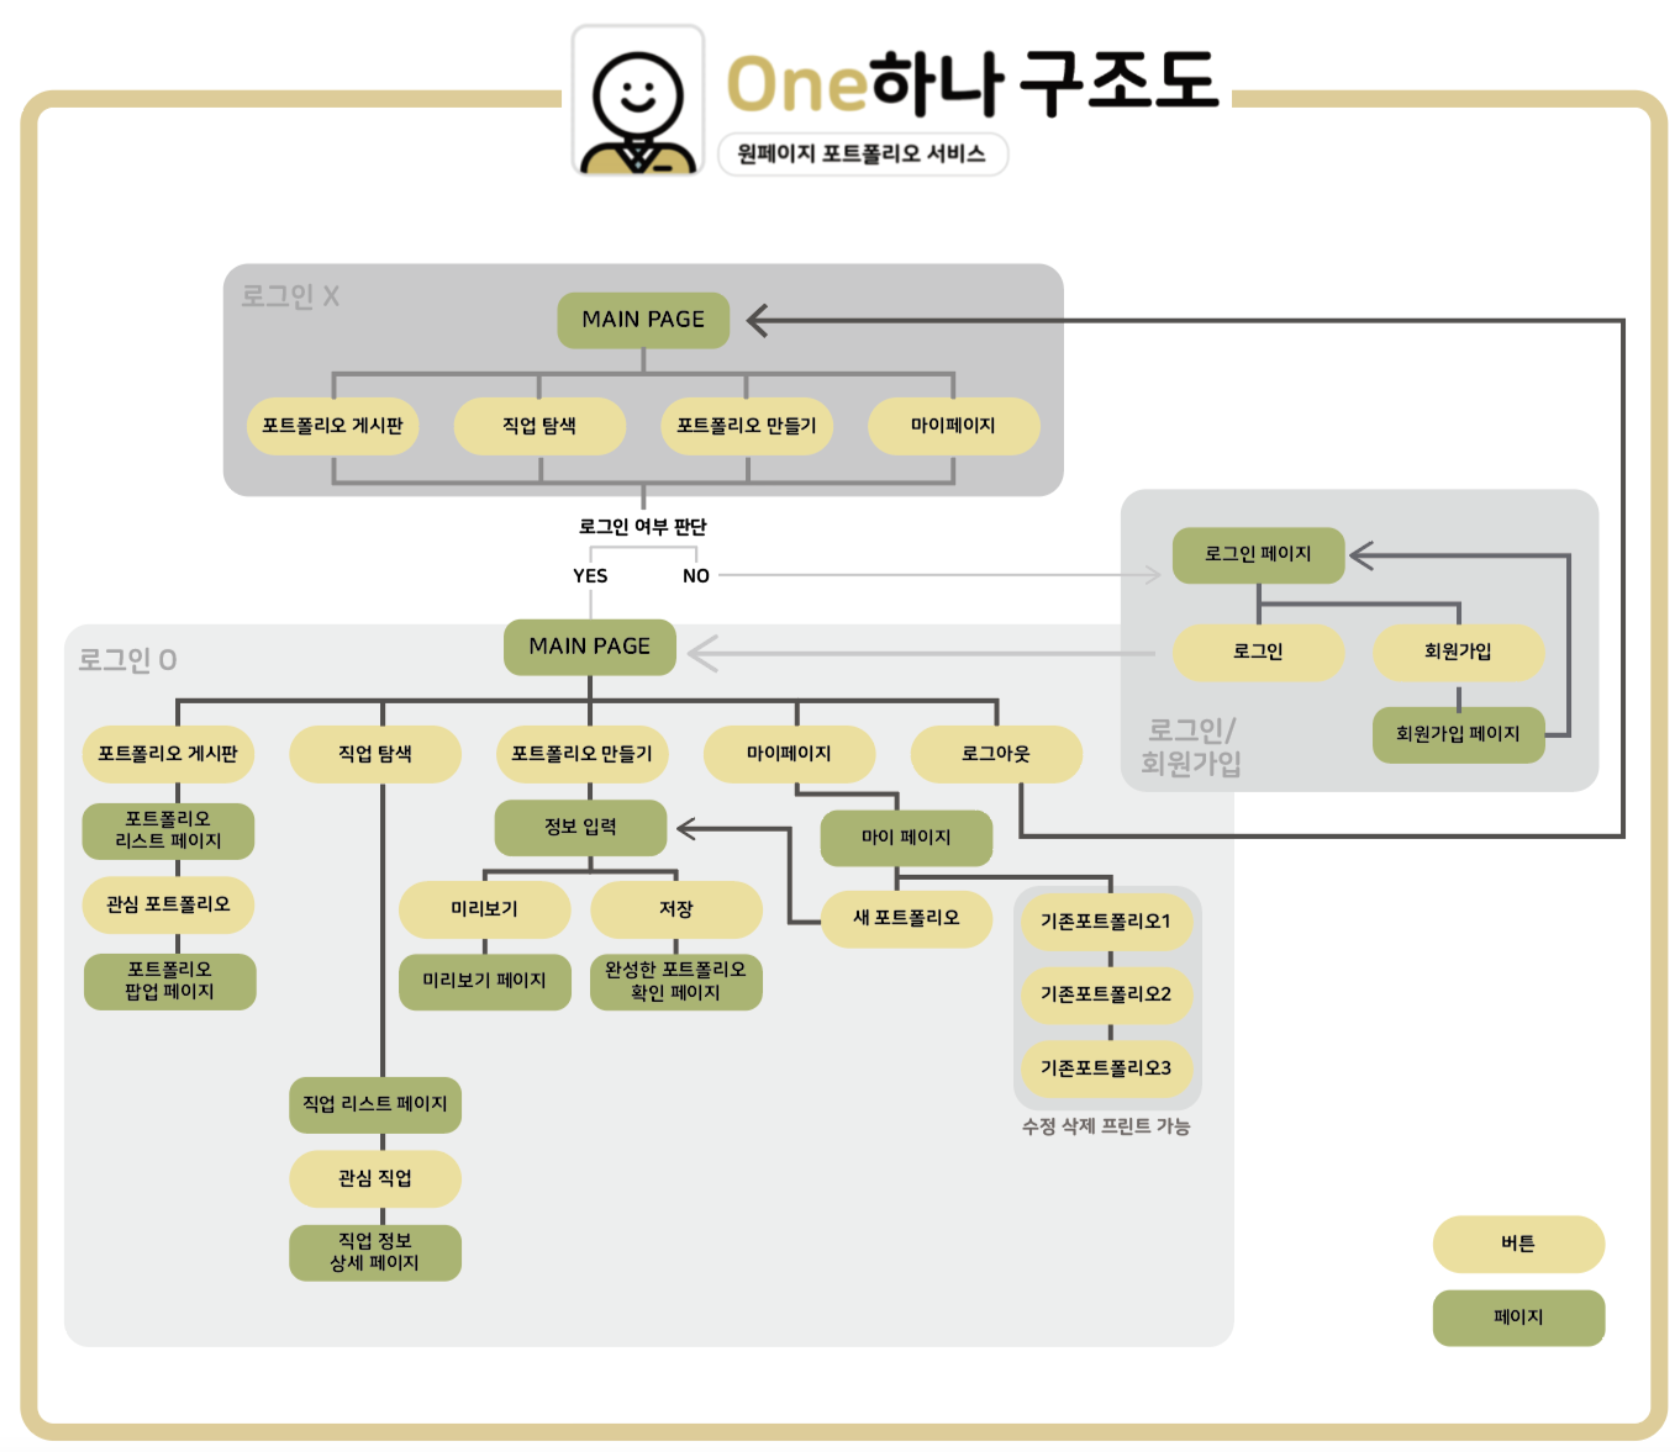 One하나 구조도
원페이지 포트폴리오 서비스
로그인 X
MAIN PAGE
포트폴리오 게시판
직업 탐색
포트폴리오 만들기
마이페이지
로그인 여부 판단
YES
NO
로그인 페이지
로그인
회원가입
회원가입 페이지
로그인/
회원가입
로그인 O
MAIN PAGE
포트폴리오 게시판
직업 탐색
포트폴리오 만들기
마이페이지
로그아웃
포트폴리오
리스트 페이지
정보 입력
마이 페이지
관심 포트폴리오
미리보기
저장
새 포트폴리오
기존포트폴리오1
포트폴리오
팝업 페이지
미리보기 페이지
완성한 포트폴리오
확인 페이지
기존포트폴리오2
기존포트폴리오3
수정 삭제 프린트 가능
직업 리스트 페이지
관심 직업
직업 정보
상세 페이지
버튼
페이지